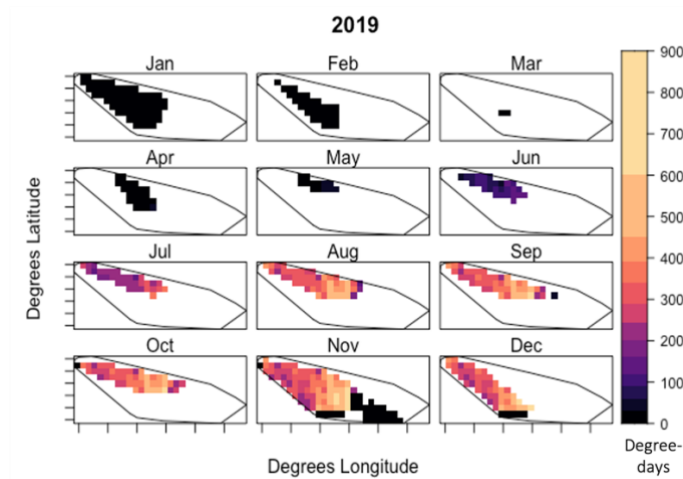 2019
Jan Feb Mar
Apr May Jun
Jul Aug Sep
Oct Nov Dec
Degrees Latitude
Degrees Longitude
900
800
700
600
500
400
300
200
100
0
Degree-
days